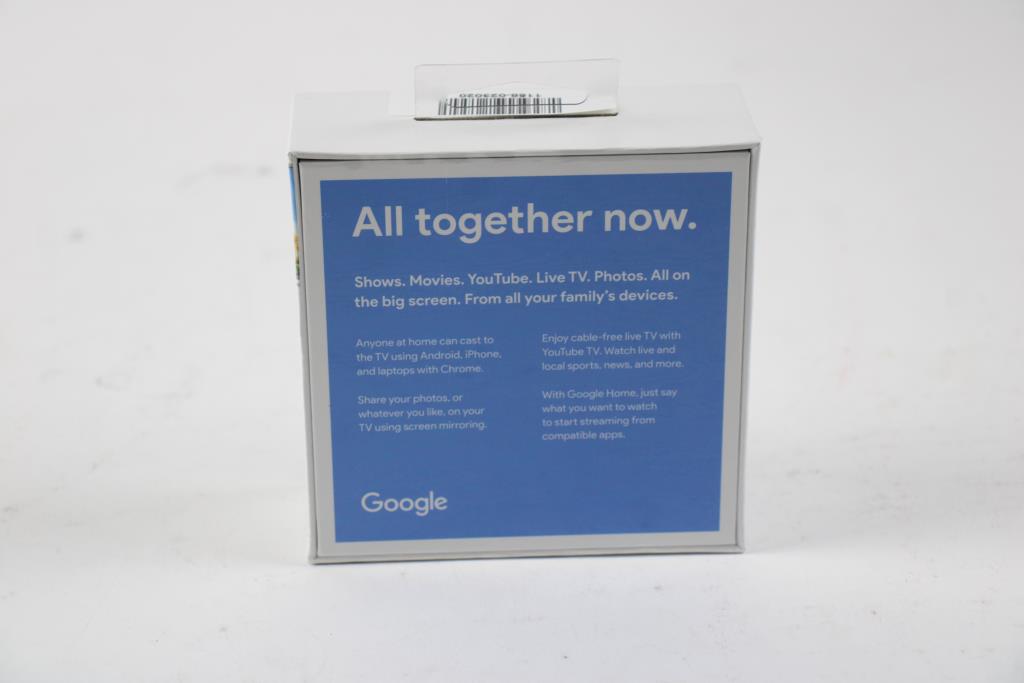 1188-023020
All together now.
Shows. Movies. YouTube. Live TV. Photos. All on
the big screen. From all your family's devices.
Anyone at home can cast to
the TV using Android, iPhone,
and laptops with Chrome.
Share your photos, or
whatever you like, on your
TV using screen mirroring.
Enjoy cable-free live TV with
YouTube TV. Watch live and
local sports, news, and more.
With Google Home, just say
what you want to watch
to start streaming from
compatible apps.
Google